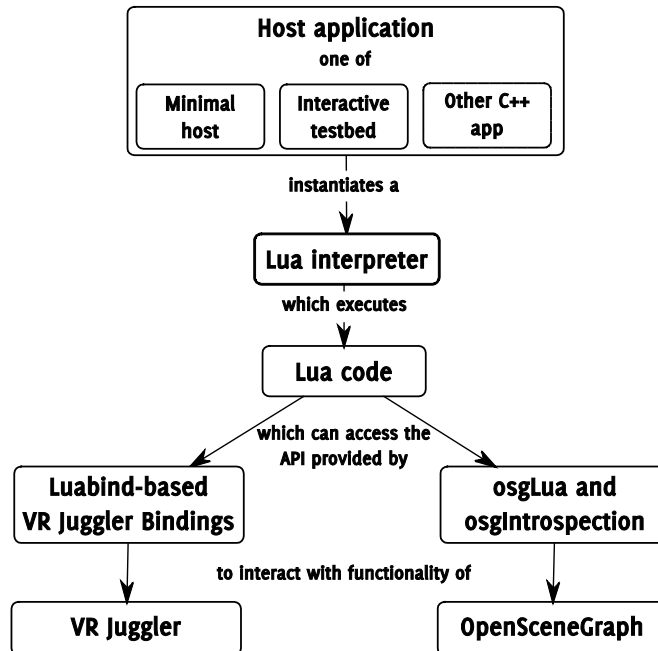 Host application
one of
Minimal
host
Interactive
testbed
Other C++
app
instantiates a
Lua interpreter
which executes
Lua code
which can access the
API provided by
Luabind-based
VR Juggler Bindings
osgLua and
osgIntrospection
to interact with functionality of
VR Juggler
OpenSceneGraph